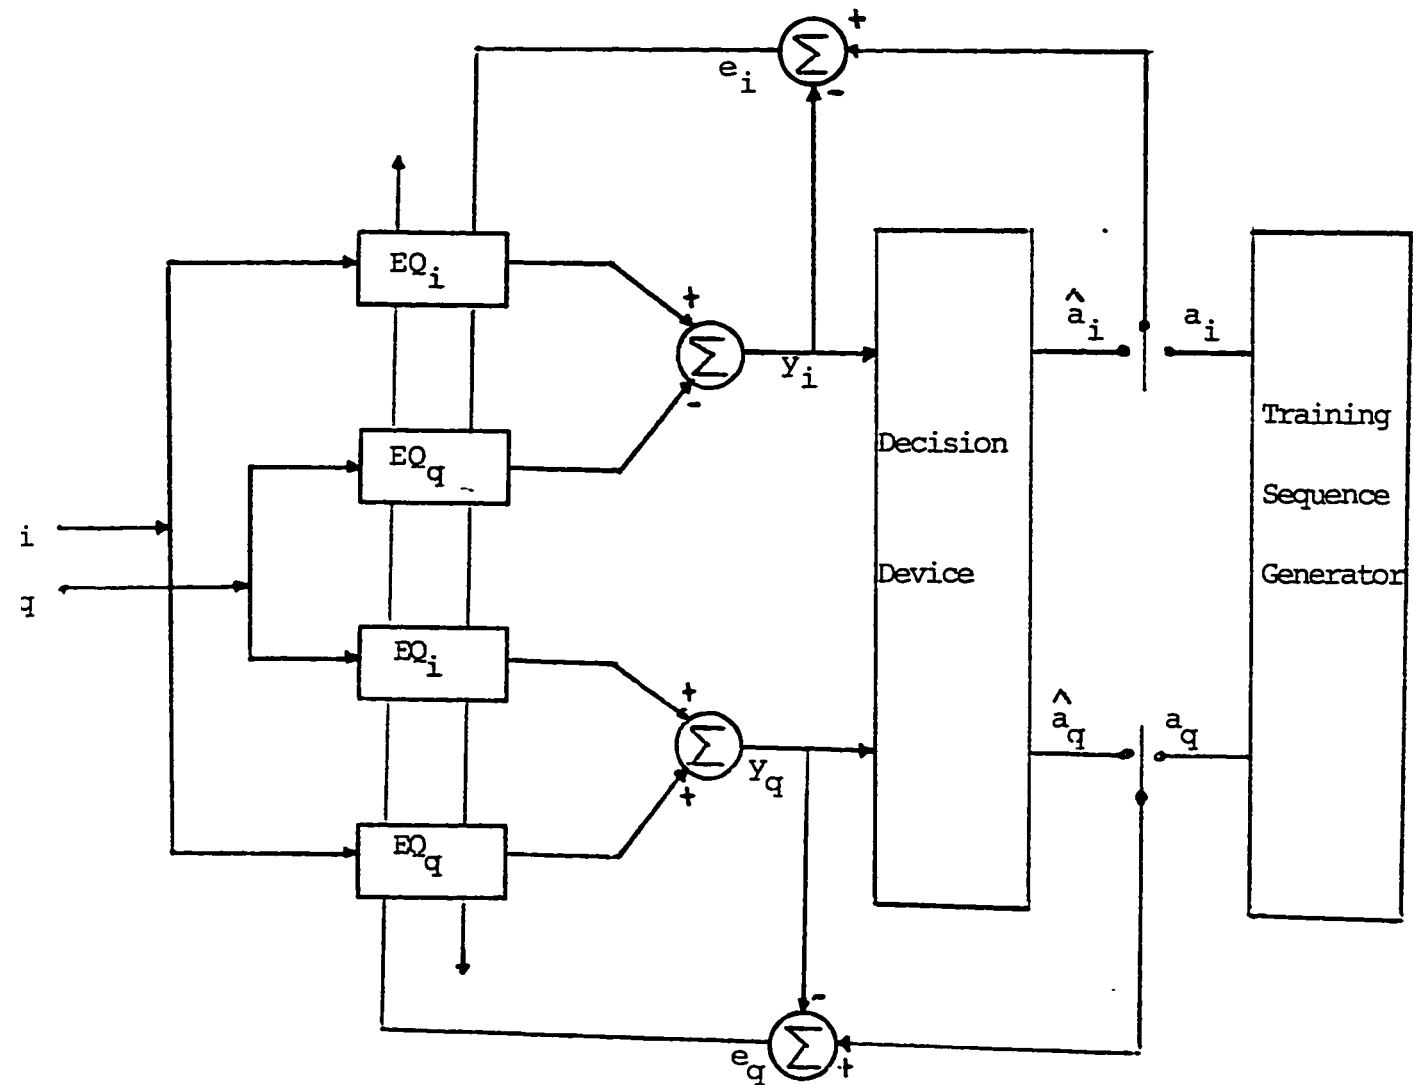 +
Σ
e_i
-
EQ_i
+
Σ
-
y_i
â_i
a_i
EQ_q
Decision
Device
Training
Sequence
Generator
i
q
EQ_i
+
Σ
+
y_q
â_q
a_q
EQ_q
-
Σ
e_q
+